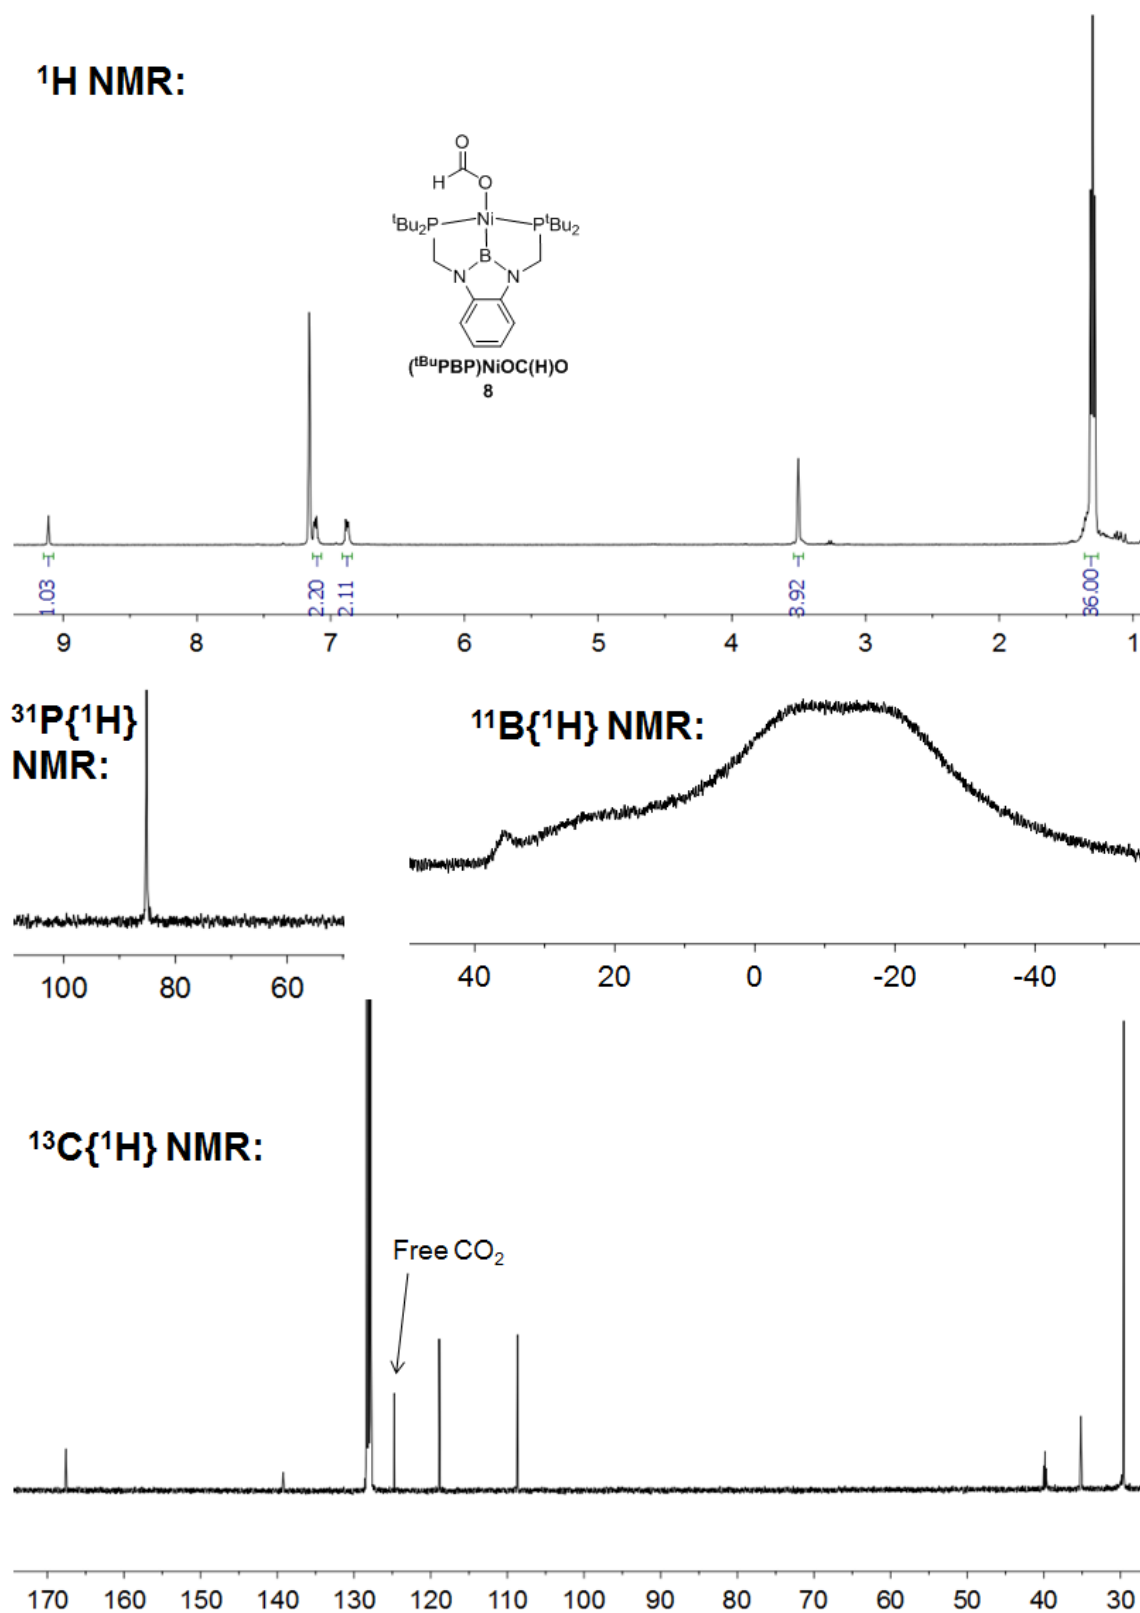 ¹H NMR:
O
H O
ᵗBu₂P Ni PᵗBu₂
B
N N
(ᵗᴮᵘPBP)NiOC(H)O
8
1.03 2.20 2.11 3.92 36.00
9 8 7 6 5 4 3 2 1
³¹P{¹H}
NMR:
¹¹B{¹H} NMR:
100 80 60
40 20 0 -20 -40
¹³C{¹H} NMR:
Free CO₂
170 160 150 140 130 120 110 100 90 80 70 60 50 40 30